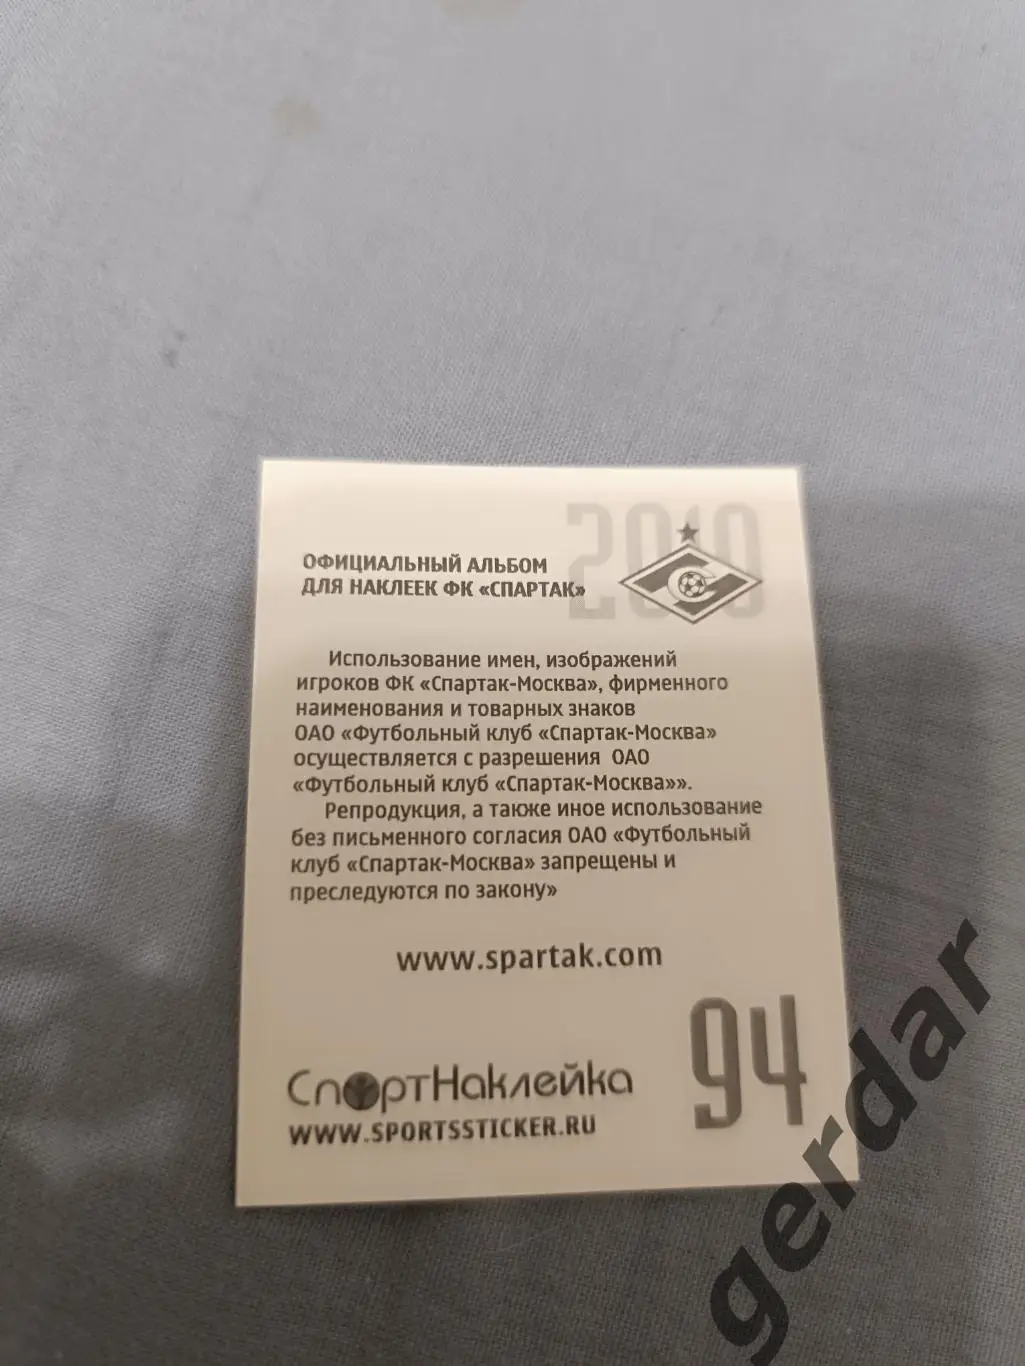 2010
ОФИЦИАЛЬНЫЙ АЛЬБОМ
ДЛЯ НАКЛЕЕК ФК «СПАРТАК»
Использование имен, изображений
игроков ФК «Спартак-Москва», фирменного
наименования и товарных знаков
ОАО «Футбольный клуб «Спартак-Москва»
осуществляется с разрешения ОАО
«Футбольный клуб «Спартак-Москва»».
Репродукция, а также иное использование
без письменного согласия ОАО «Футбольный
клуб «Спартак-Москва» запрещены и
преследуются по закону»
www.spartak.com
94
СпортНаклейка
WWW.SPORTSSTICKER.RU
gerdar